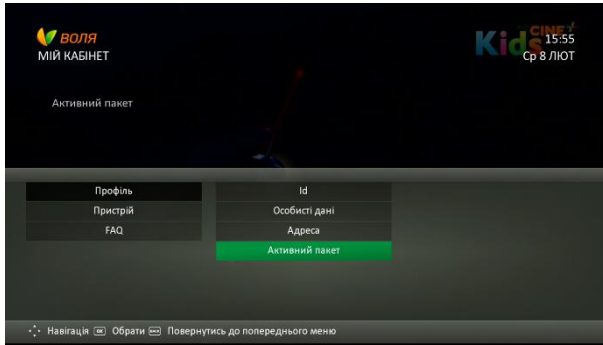 ВОЛЯ
МІЙ КАБІНЕТ
CINE+
Kids
15:55
Ср 8 ЛЮТ
Активний пакет
Профіль
Пристрій
FAQ
Id
Особисті дані
Адреса
Активний пакет
Навігація OK Обрати BACK Повернутись до попереднього меню